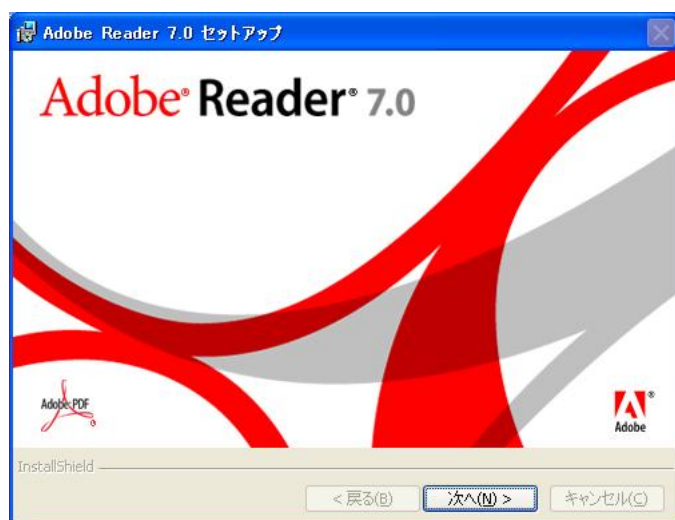 Adobe Reader 7.0 セットアップ
Adobe® Reader® 7.0
Adobe PDF
®
Adobe
InstallShield
< 戻る(B)
次へ(N) >
キャンセル(C)